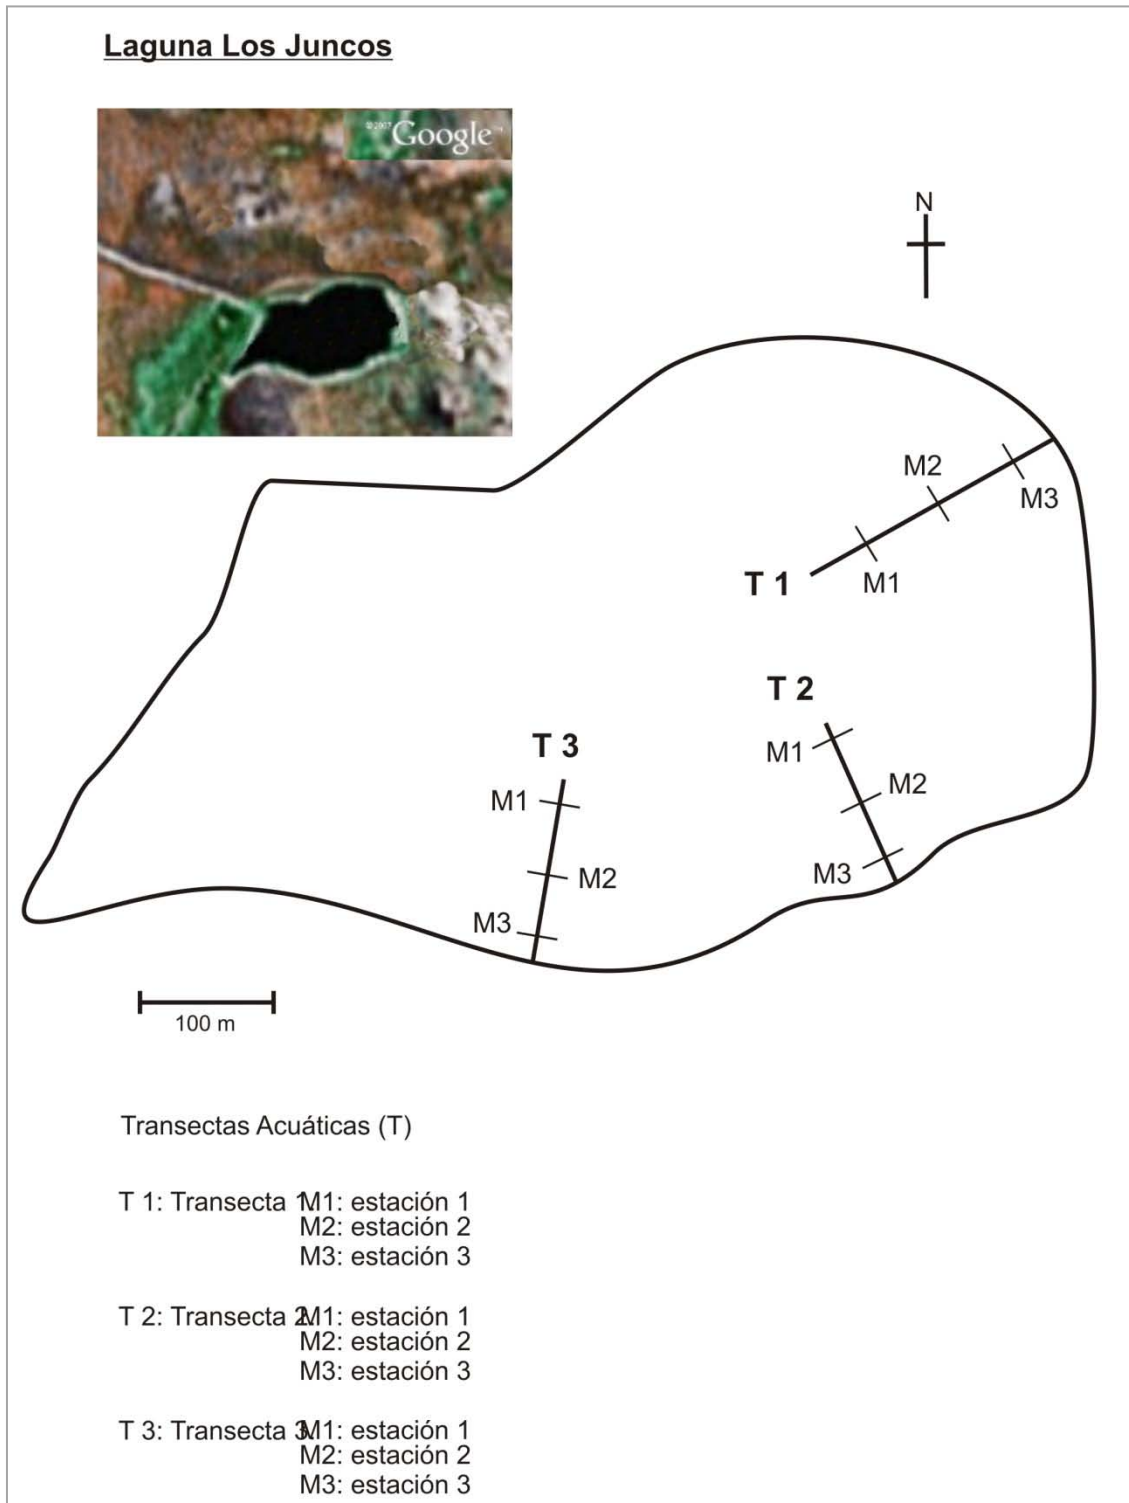 Laguna Los Juncos
©2007 Google™
N
M2
M3
M1
T 1
T 2
M1
M2
M3
T 3
M1
M2
M3
100 m
Transectas Acuáticas (T)
T 1: Transecta 1. M1: estación 1
M2: estación 2
M3: estación 3
T 2: Transecta 2. M1: estación 1
M2: estación 2
M3: estación 3
T 3: Transecta 3. M1: estación 1
M2: estación 2
M3: estación 3